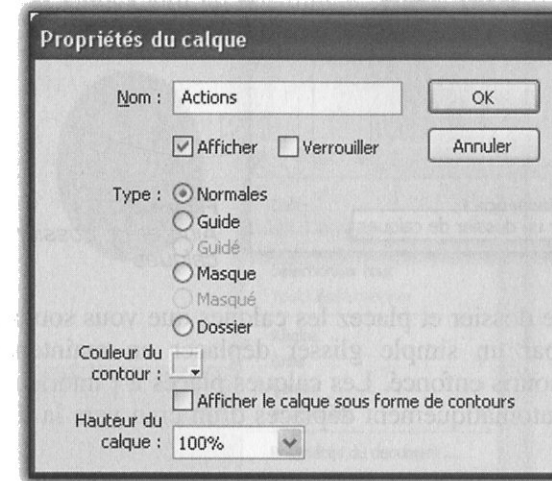 Propriétés du calque
Nom : Actions OK
Afficher Verrouiller Annuler
Type : Normales
Guide
Guidé
Masque
Masqué
Dossier
Couleur du
contour :
Afficher le calque sous forme de contours
Hauteur du
calque : 100%